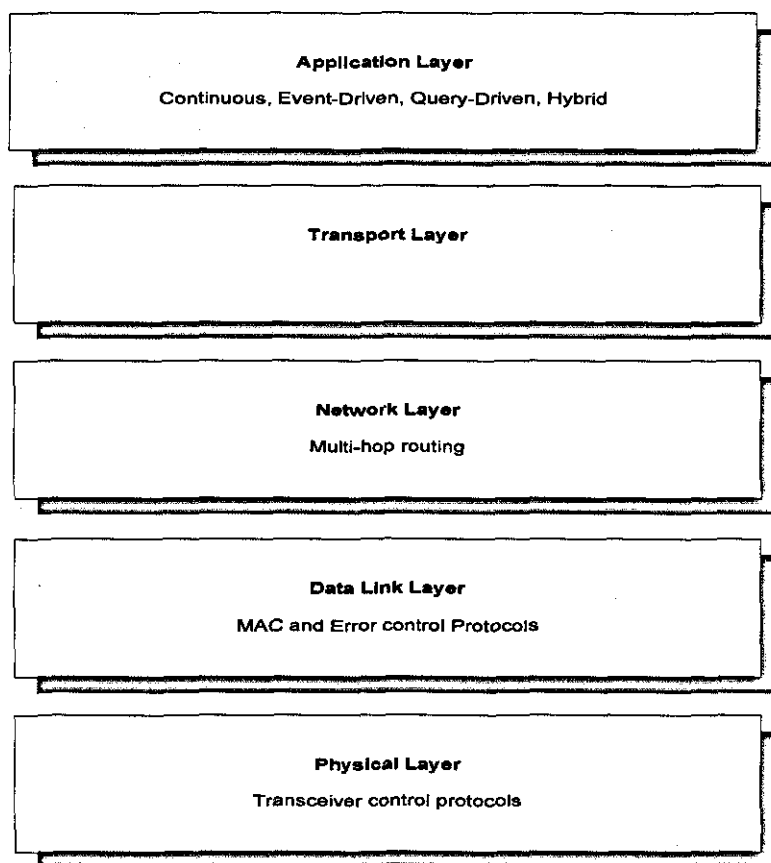 Application Layer
Continuous, Event-Driven, Query-Driven, Hybrid
Transport Layer
Network Layer
Multi-hop routing
Data Link Layer
MAC and Error control Protocols
Physical Layer
Transceiver control protocols